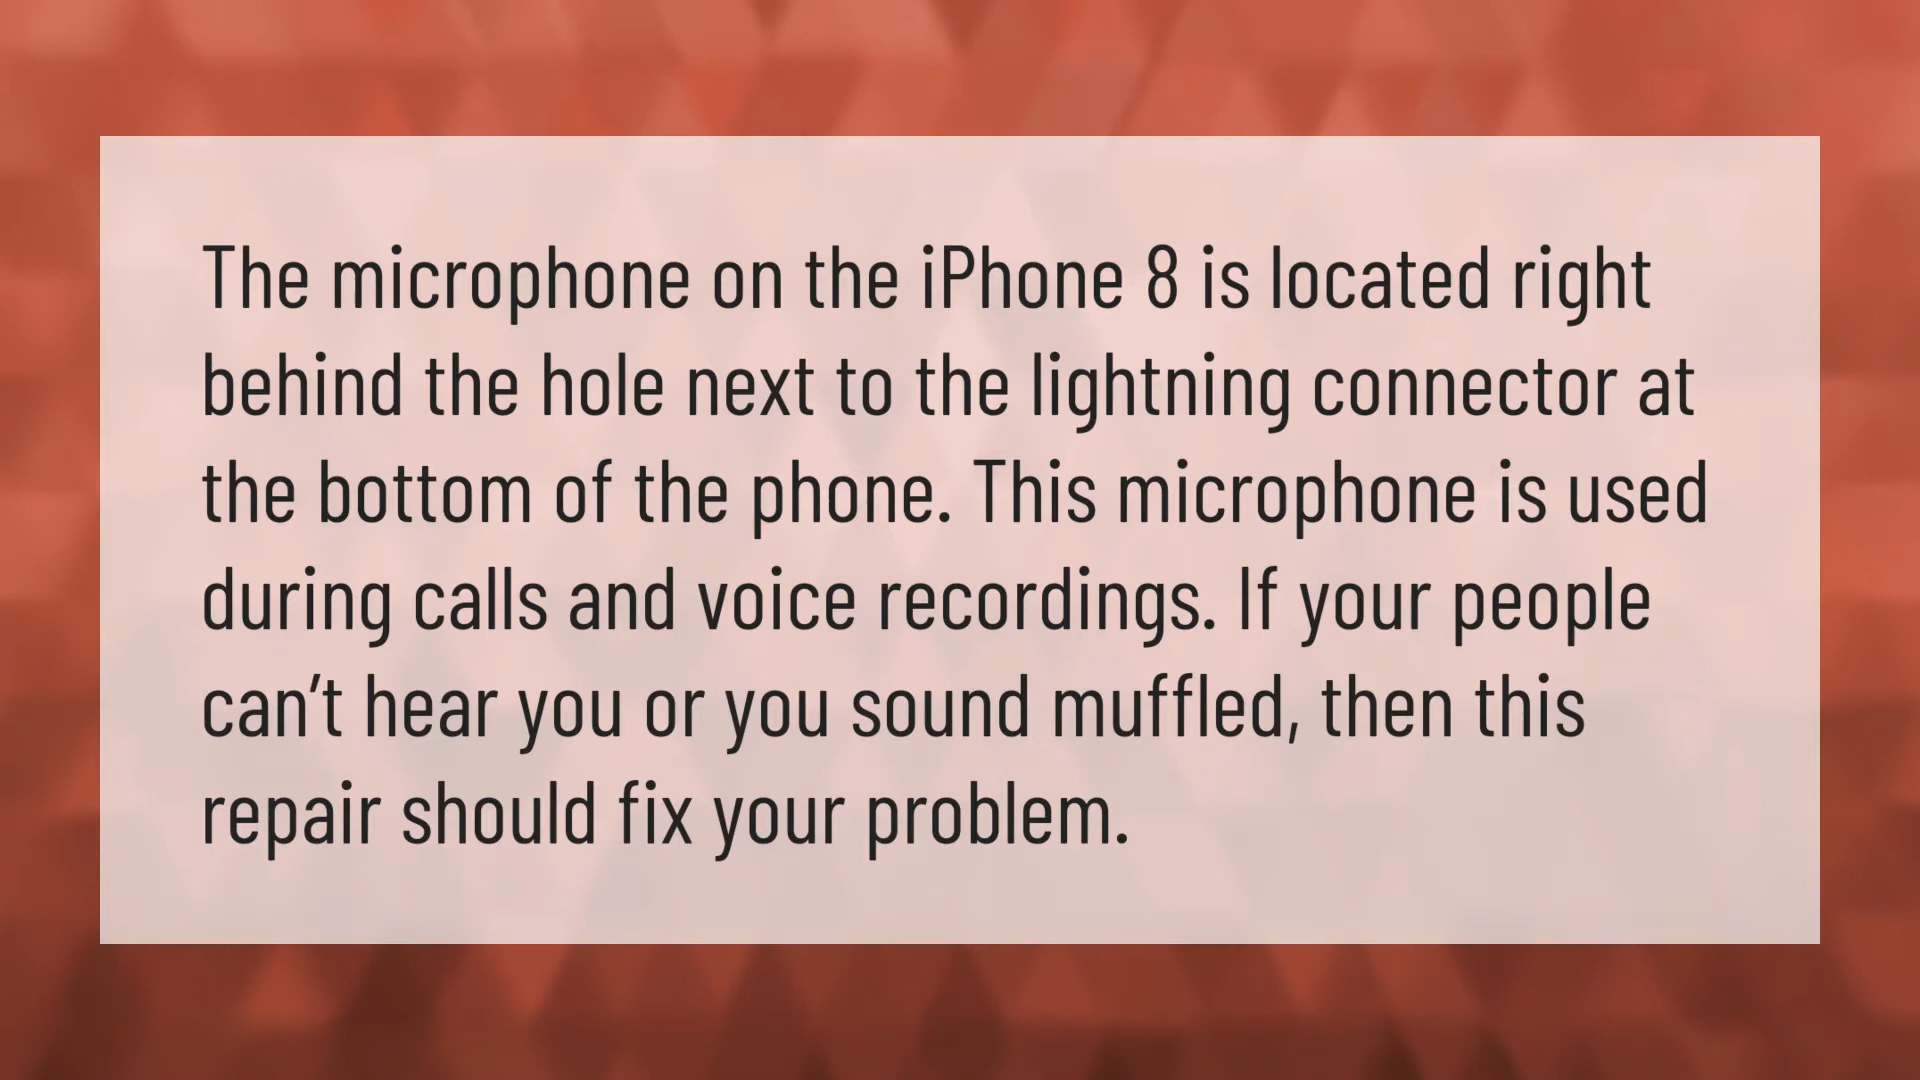 The microphone on the iPhone 8 is located right
behind the hole next to the lightning connector at
the bottom of the phone. This microphone is used
during calls and voice recordings. If your people
can’t hear you or you sound muffled, then this
repair should fix your problem.